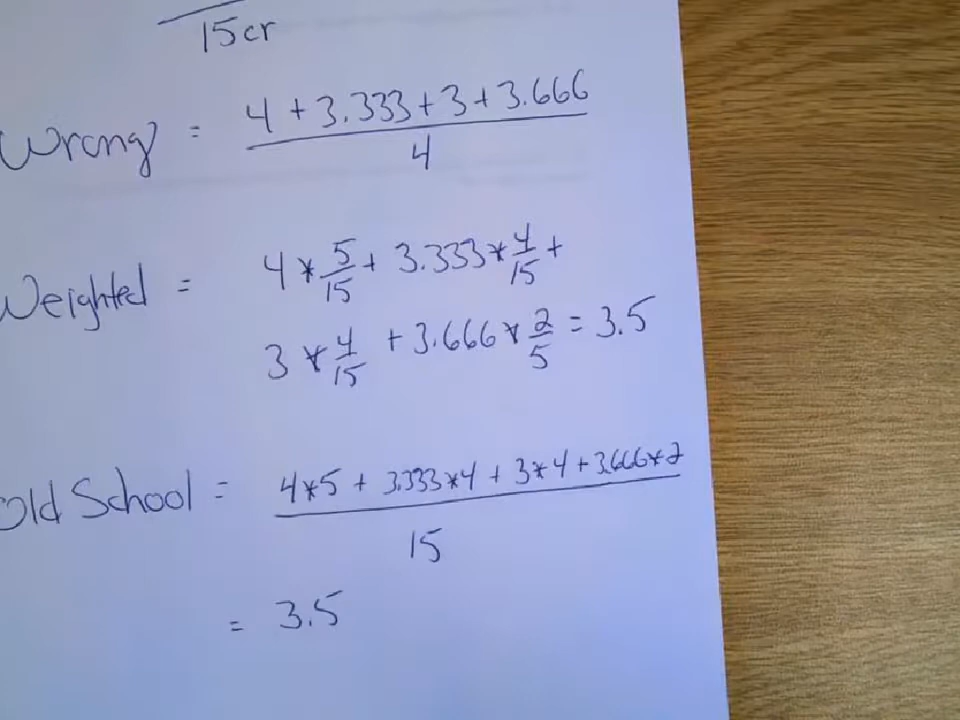 15cr
Wrong = 4 + 3.333 + 3 + 3.666
4
Weighted = 4 * 5/15 + 3.333 * 4/15 +
3 * 4/15 + 3.666 * 2/5 = 3.5
Old School = 4*5 + 3.333*4 + 3*4 + 3.666*2
15
= 3.5